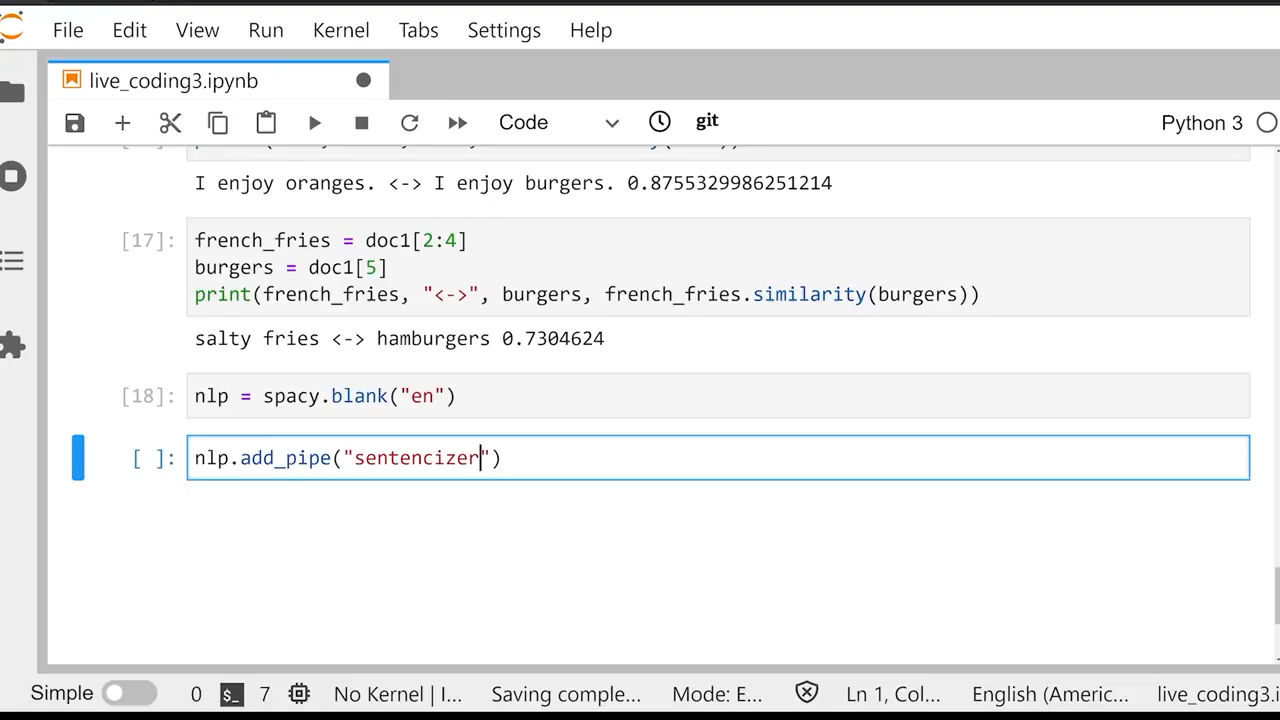 File Edit View Run Kernel Tabs Settings Help
live_coding3.ipynb
Code git Python 3
I enjoy oranges. <-> I enjoy burgers. 0.8755329986251214
[17]: french_fries = doc1[2:4]
burgers = doc1[5]
print(french_fries, "<->", burgers, french_fries.similarity(burgers))
salty fries <-> hamburgers 0.7304624
[18]: nlp = spacy.blank("en")
[ ]: nlp.add_pipe("sentencizer")
Simple 0 $_ 7 No Kernel | I... Saving comple... Mode: E... Ln 1, Col... English (Americ... live_coding3.i